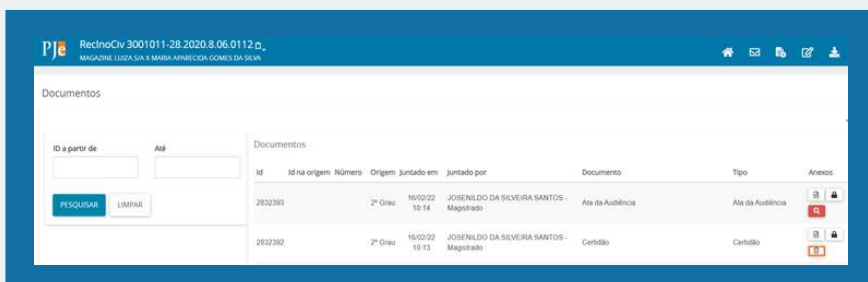 PJe
RecInoCiv 3001011-28.2020.8.06.0112
MAGAZINE LUIZA S/A X MARIA APARECIDA GOMES DA SILVA
Documentos
ID a partir de Até
PESQUISAR LIMPAR
Documentos
Id Id na origem Número Origem Juntado em Juntado por Documento Tipo Anexos
2832393 2º Grau 16/02/22 10:14 JOSENILDO DA SILVEIRA SANTOS - Magistrado Ata da Audiência Ata da Audiência
2832392 2º Grau 16/02/22 10:13 JOSENILDO DA SILVEIRA SANTOS - Magistrado Certidão Certidão